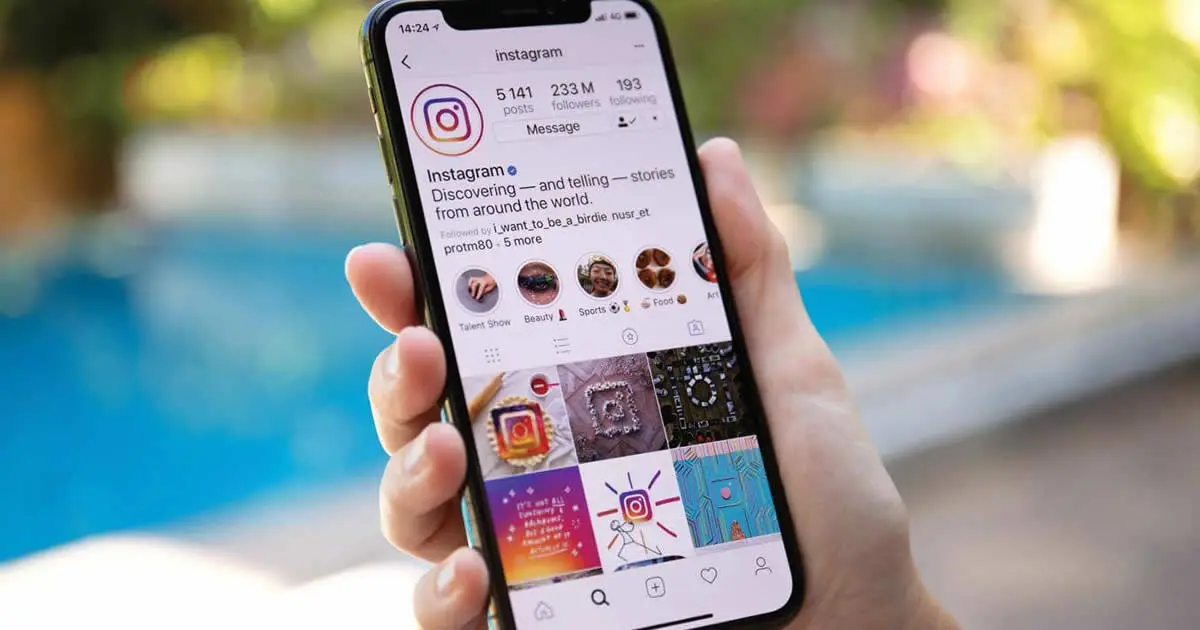 14:24
4G
instagram
5 141 233 M 193
posts followers following
Message
Instagram
Discovering — and telling — stories
from around the world.
Followed by i_want_to_be_a_birdie nusr_et
protm80 + 5 more
Talent Show Beauty 💄 Sports ⚽🏅 Food Art
IT'S NOT ALL
SUNSHINE &
RAINBOWS,
BUT A GOOD
AMOUNT OF IT
ACTUALLY IS.